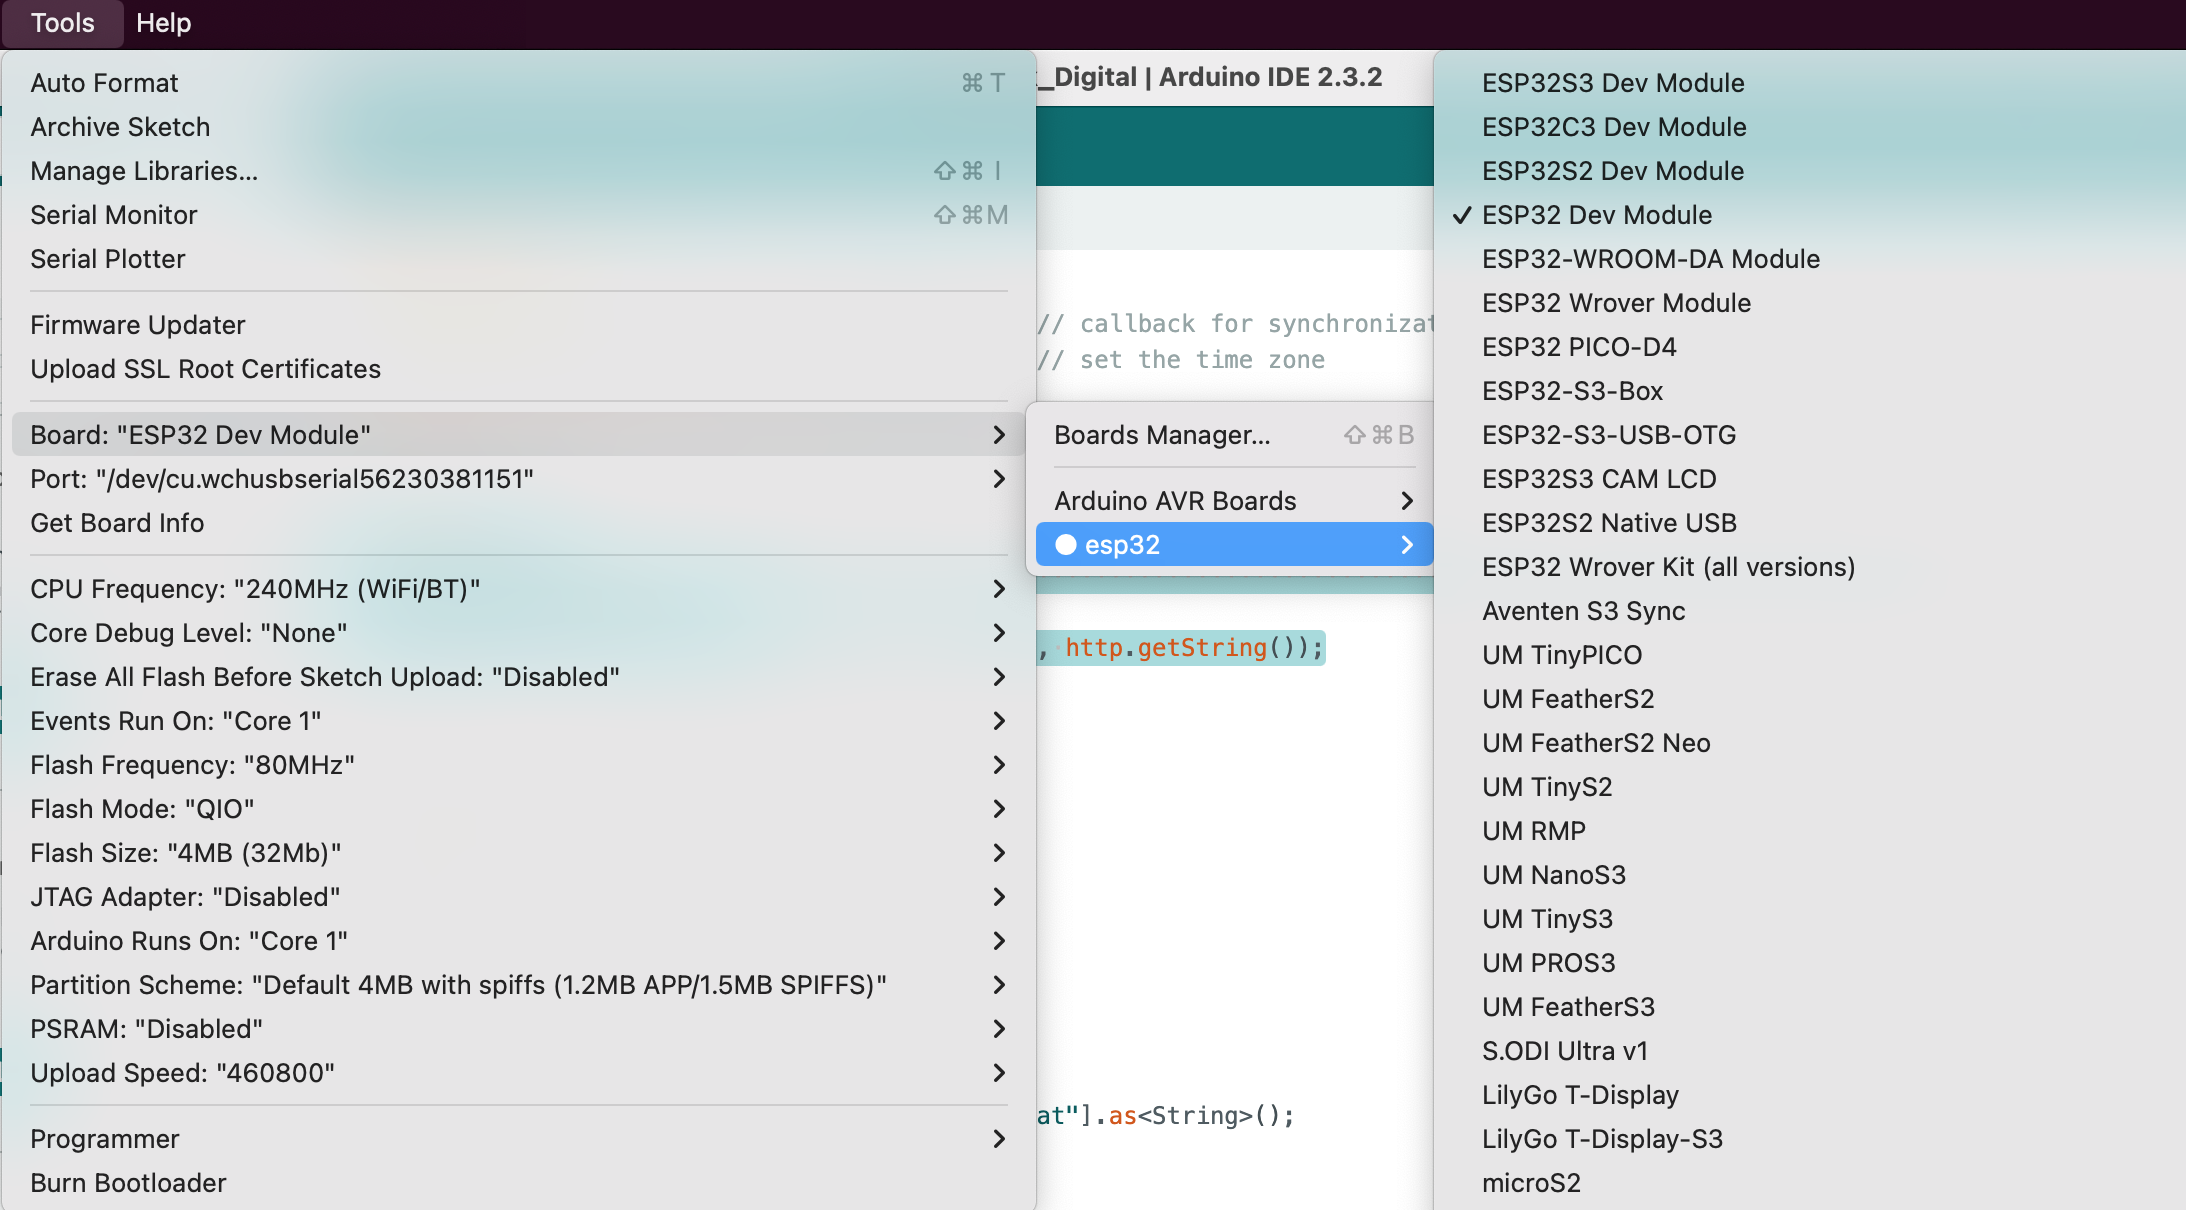 Tools Help
Auto Format ⌘ T
Archive Sketch
Manage Libraries... ⇧⌘ I
Serial Monitor ⇧⌘M
Serial Plotter
Firmware Updater
Upload SSL Root Certificates
Board: "ESP32 Dev Module"
Port: "/dev/cu.wchusbserial56230381151"
Get Board Info
CPU Frequency: "240MHz (WiFi/BT)"
Core Debug Level: "None"
Erase All Flash Before Sketch Upload: "Disabled"
Events Run On: "Core 1"
Flash Frequency: "80MHz"
Flash Mode: "QIO"
Flash Size: "4MB (32Mb)"
JTAG Adapter: "Disabled"
Arduino Runs On: "Core 1"
Partition Scheme: "Default 4MB with spiffs (1.2MB APP/1.5MB SPIFFS)"
PSRAM: "Disabled"
Upload Speed: "460800"
Programmer
Burn Bootloader
_Digital | Arduino IDE 2.3.2
// callback for synchronizat
// set the time zone
Boards Manager... ⇧⌘B
Arduino AVR Boards
esp32
, http.getString());
at"].as<String>();
ESP32S3 Dev Module
ESP32C3 Dev Module
ESP32S2 Dev Module
✓ ESP32 Dev Module
ESP32-WROOM-DA Module
ESP32 Wrover Module
ESP32 PICO-D4
ESP32-S3-Box
ESP32-S3-USB-OTG
ESP32S3 CAM LCD
ESP32S2 Native USB
ESP32 Wrover Kit (all versions)
Aventen S3 Sync
UM TinyPICO
UM FeatherS2
UM FeatherS2 Neo
UM TinyS2
UM RMP
UM NanoS3
UM TinyS3
UM PROS3
UM FeatherS3
S.ODI Ultra v1
LilyGo T-Display
LilyGo T-Display-S3
microS2